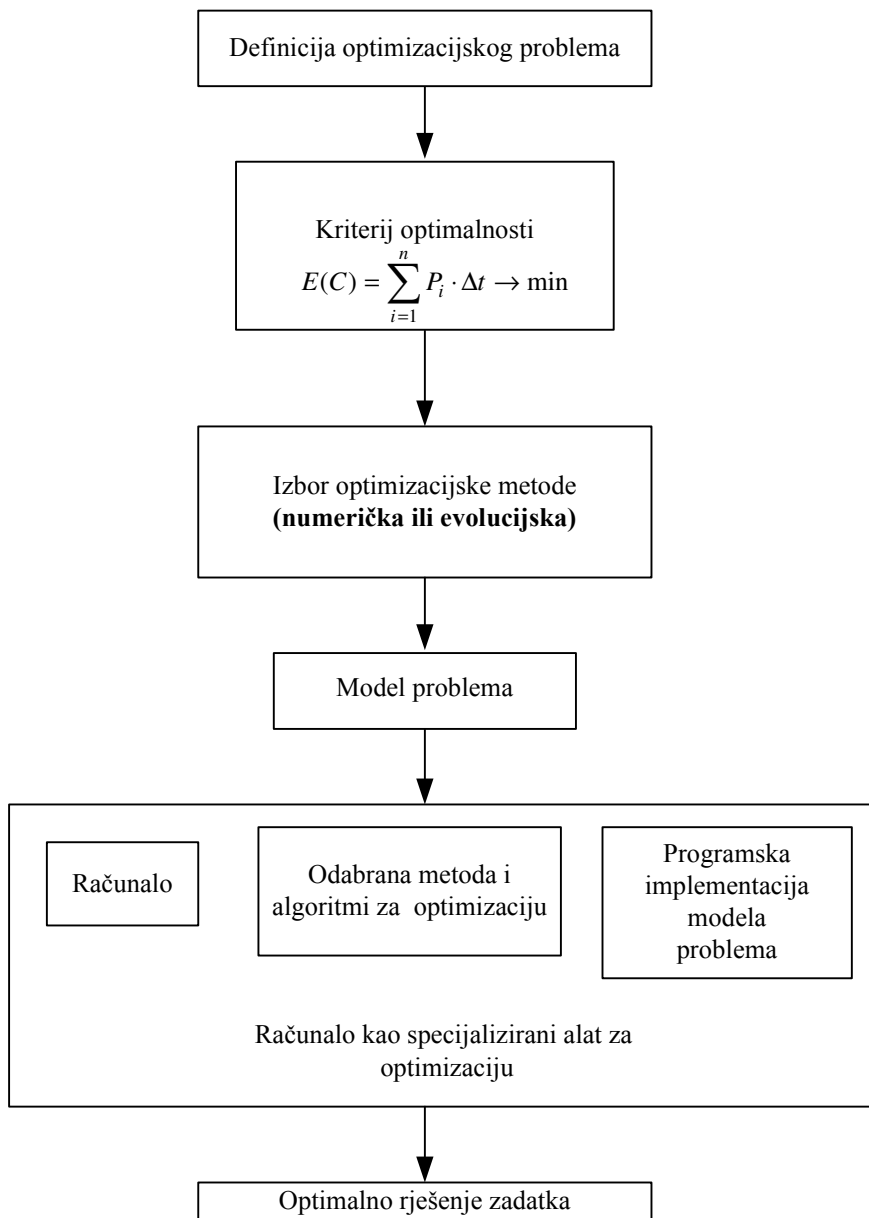 Definicija optimizacijskog problema
Kriterij optimalnosti
E(C) = \sum_{i=1}^{n} P_i · Δt → min
Izbor optimizacijske metode
(numerička ili evolucijska)
Model problema
Računalo
Odabrana metoda i
algoritmi za optimizaciju
Programska
implementacija
modela
problema
Računalo kao specijalizirani alat za
optimizaciju
Optimalno rješenje zadatka